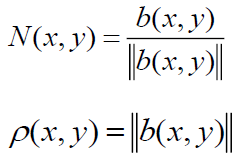 N(x, y) = b(x, y) / ‖b(x, y)‖
ρ(x, y) = ‖b(x, y)‖